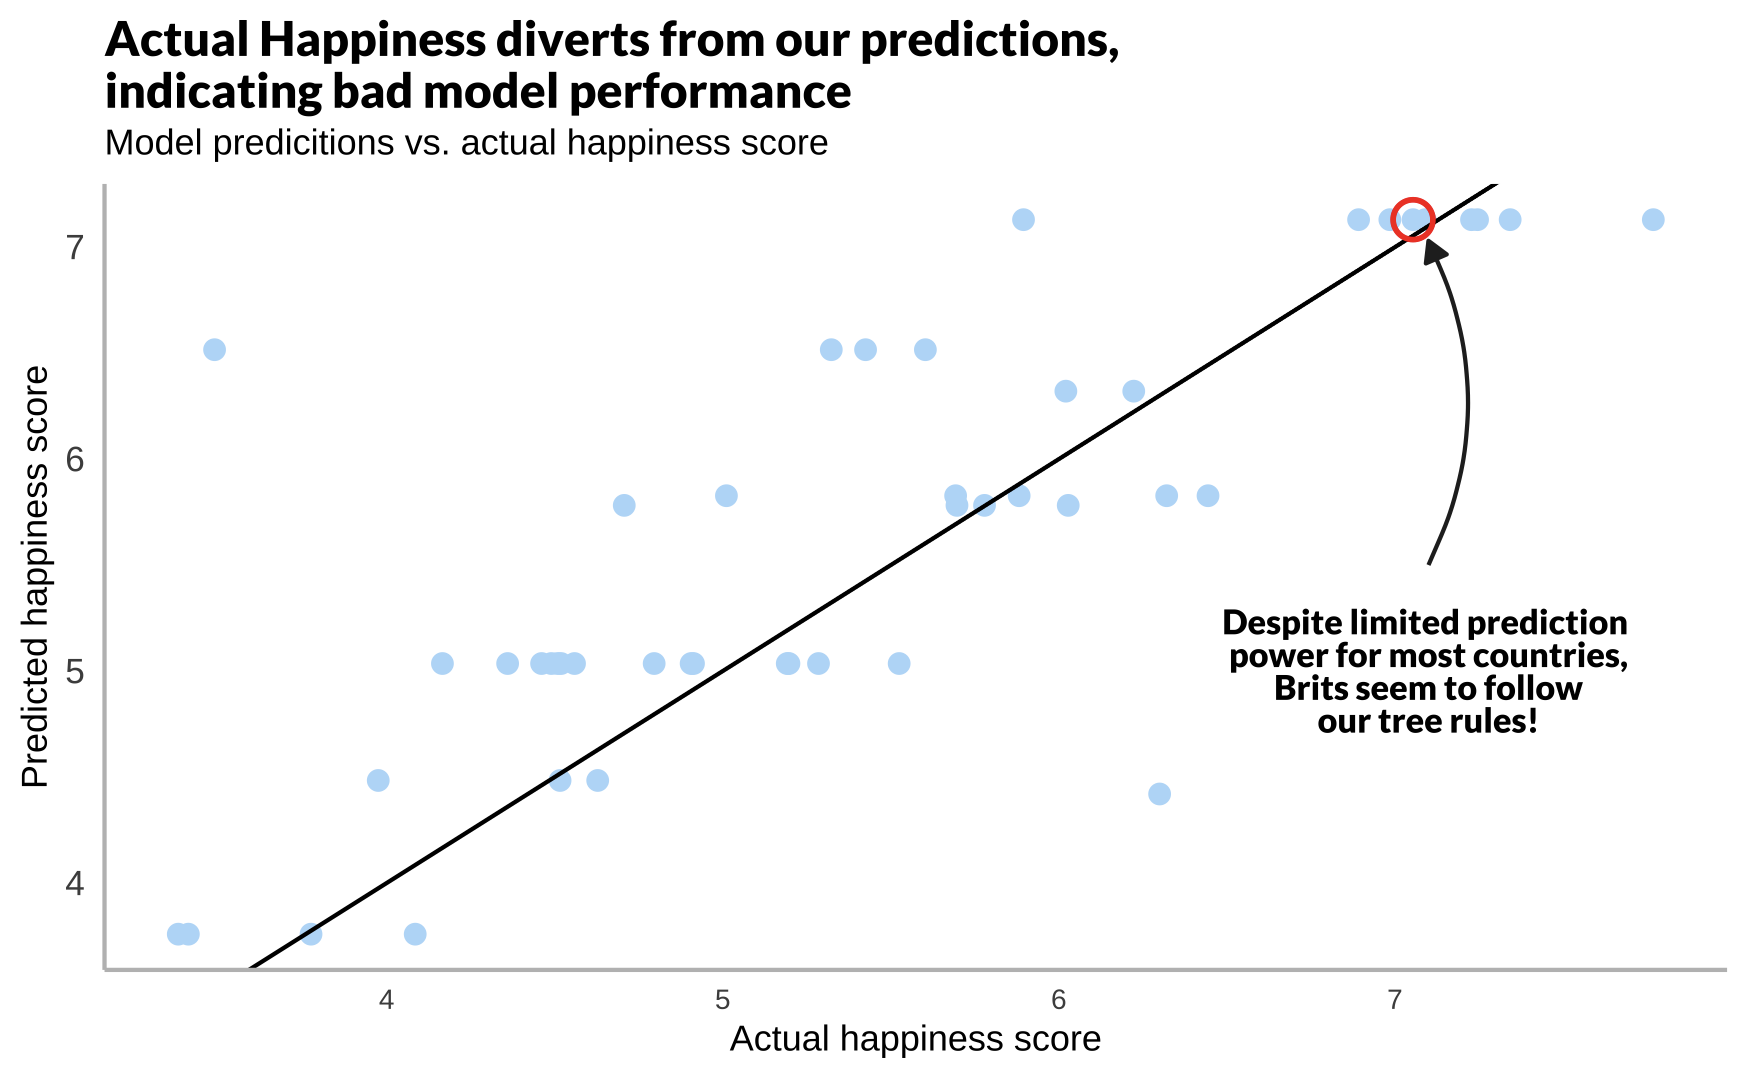 Actual Happiness diverts from our predictions,
indicating bad model performance
Model predicitions vs. actual happiness score
Predicted happiness score
7
6
5
4
Despite limited prediction
power for most countries,
Brits seem to follow
our tree rules!
4
5
6
7
Actual happiness score